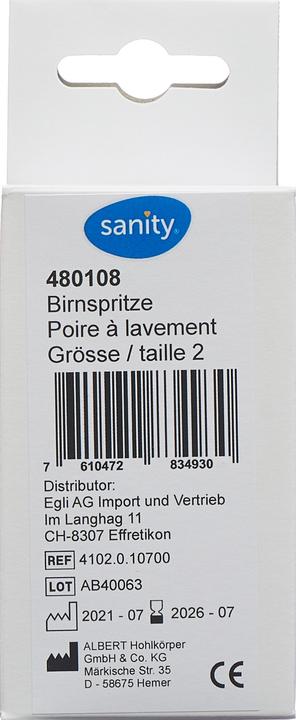 sanity
480108
Birnspritze
Poire à lavement
Grösse / taille 2
7 610472 834930
Distributor:
Egli AG Import und Vertrieb
Im Langhag 11
CH-8307 Effretikon
REF 4102.0.10700
LOT AB40063
2021 - 07 2026 - 07
ALBERT Hohlkörper
GmbH & Co. KG
Märkische Str. 35
D - 58675 Hemer
CE